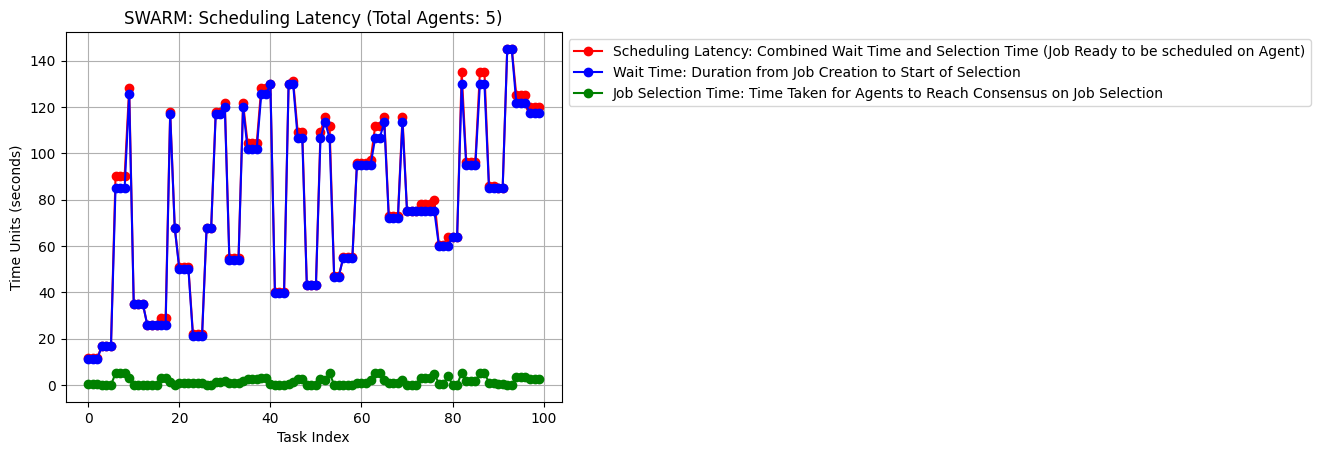 SWARM: Scheduling Latency (Total Agents: 5)
Scheduling Latency: Combined Wait Time and Selection Time (Job Ready to be scheduled on Agent)
Wait Time: Duration from Job Creation to Start of Selection
Job Selection Time: Time Taken for Agents to Reach Consensus on Job Selection
Time Units (seconds)
140
120
100
80
60
40
20
0
0 20 40 60 80 100
Task Index